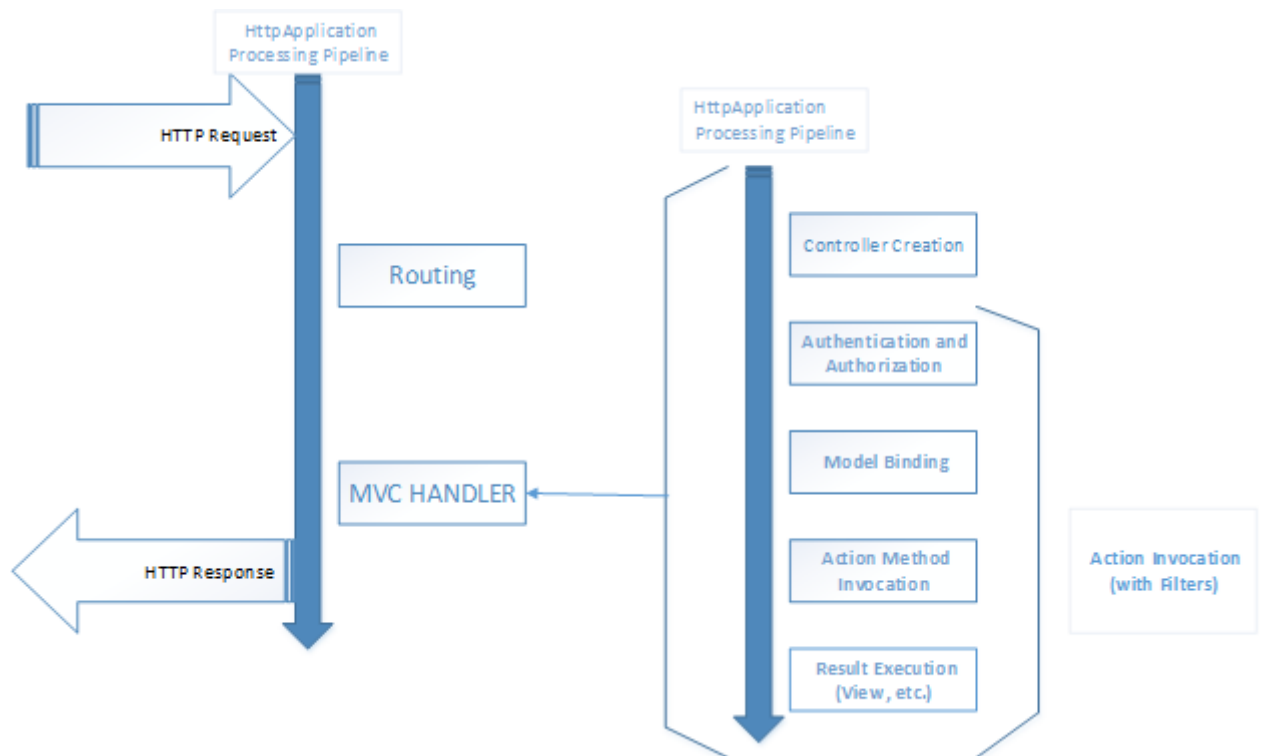 HttpApplication
Processing Pipeline
HTTP Request
Routing
MVC HANDLER
HTTP Response
HttpApplication
Processing Pipeline
Controller Creation
Authentication and
Authorization
Model Binding
Action Method
Invocation
Result Execution
(View, etc.)
Action Invocation
(with Filters)